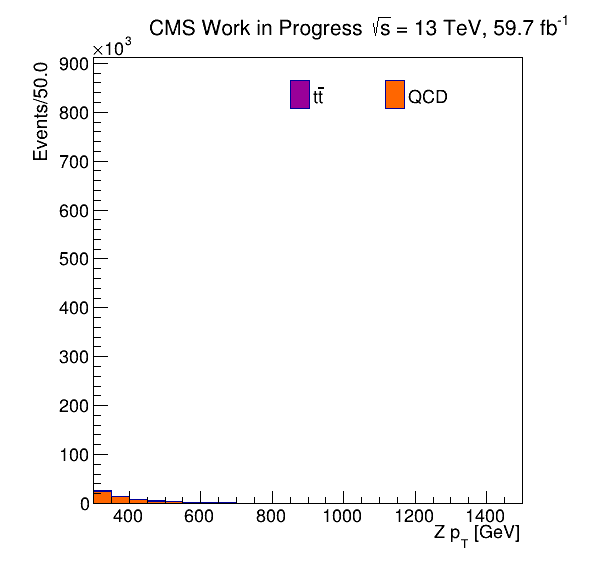 CMS Work in Progress √s = 13 TeV, 59.7 fb⁻¹
×10³
Events/50.0
900
800
700
600
500
400
300
200
100
0
tt̄
QCD
400 600 800 1000 1200 1400
Z p_T [GeV]